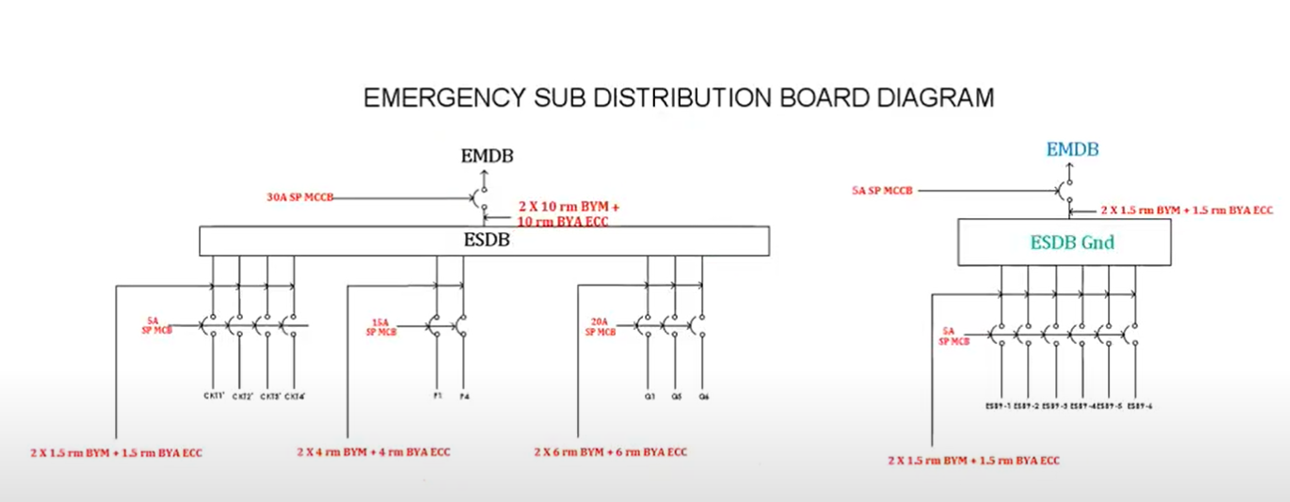 EMERGENCY SUB DISTRIBUTION BOARD DIAGRAM
EMDB
30A SP MCCB
2 X 10 rm BYM +
10 rm BYA ECC
ESDB
5A
SP MCB
15A
SP MCB
20A
SP MCB
CKT1' CKT2' CKT3' CKT4'
P1 P4
G1 G5 G6
2 X 1.5 rm BYM + 1.5 rm BYA ECC
2 X 4 rm BYM + 4 rm BYA ECC
2 X 6 rm BYM + 6 rm BYA ECC
EMDB
5A SP MCCB
2 X 1.5 rm BYM + 1.5 rm BYA ECC
ESDB Gnd
5A
SP MCB
2 X 1.5 rm BYM + 1.5 rm BYA ECC